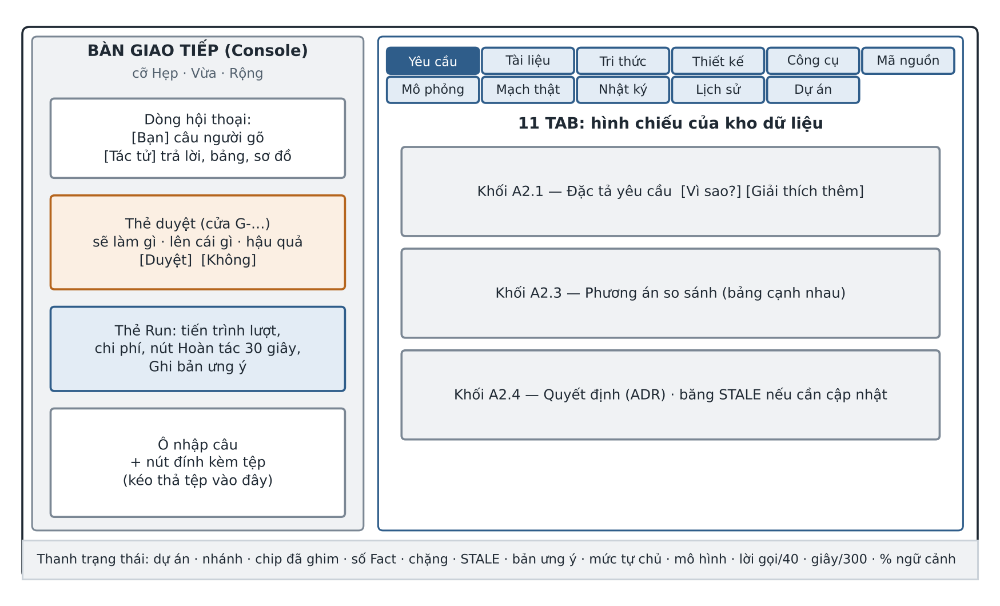 BÀN GIAO TIẾP (Console)
cỡ Hẹp · Vừa · Rộng
Dòng hội thoại:
[Bạn] câu người gõ
[Tác tử] trả lời, bảng, sơ đồ
Thẻ duyệt (cửa G-...)
sẽ làm gì · lên cái gì · hậu quả
[Duyệt]  [Không]
Thẻ Run: tiến trình lượt,
chi phí, nút Hoàn tác 30 giây,
Ghi bản ưng ý
Ô nhập câu
+ nút đính kèm tệp
(kéo thả tệp vào đây)
Yêu cầu Tài liệu Tri thức Thiết kế Công cụ Mã nguồn
Mô phỏng Mạch thật Nhật ký Lịch sử Dự án
11 TAB: hình chiếu của kho dữ liệu
Khối A2.1 — Đặc tả yêu cầu  [Vì sao?] [Giải thích thêm]
Khối A2.3 — Phương án so sánh (bảng cạnh nhau)
Khối A2.4 — Quyết định (ADR) · băng STALE nếu cần cập nhật
Thanh trạng thái: dự án · nhánh · chip đã ghim · số Fact · chặng · STALE · bản ưng ý · mức tự chủ · mô hình · lời gọi/40 · giây/300 · % ngữ cảnh